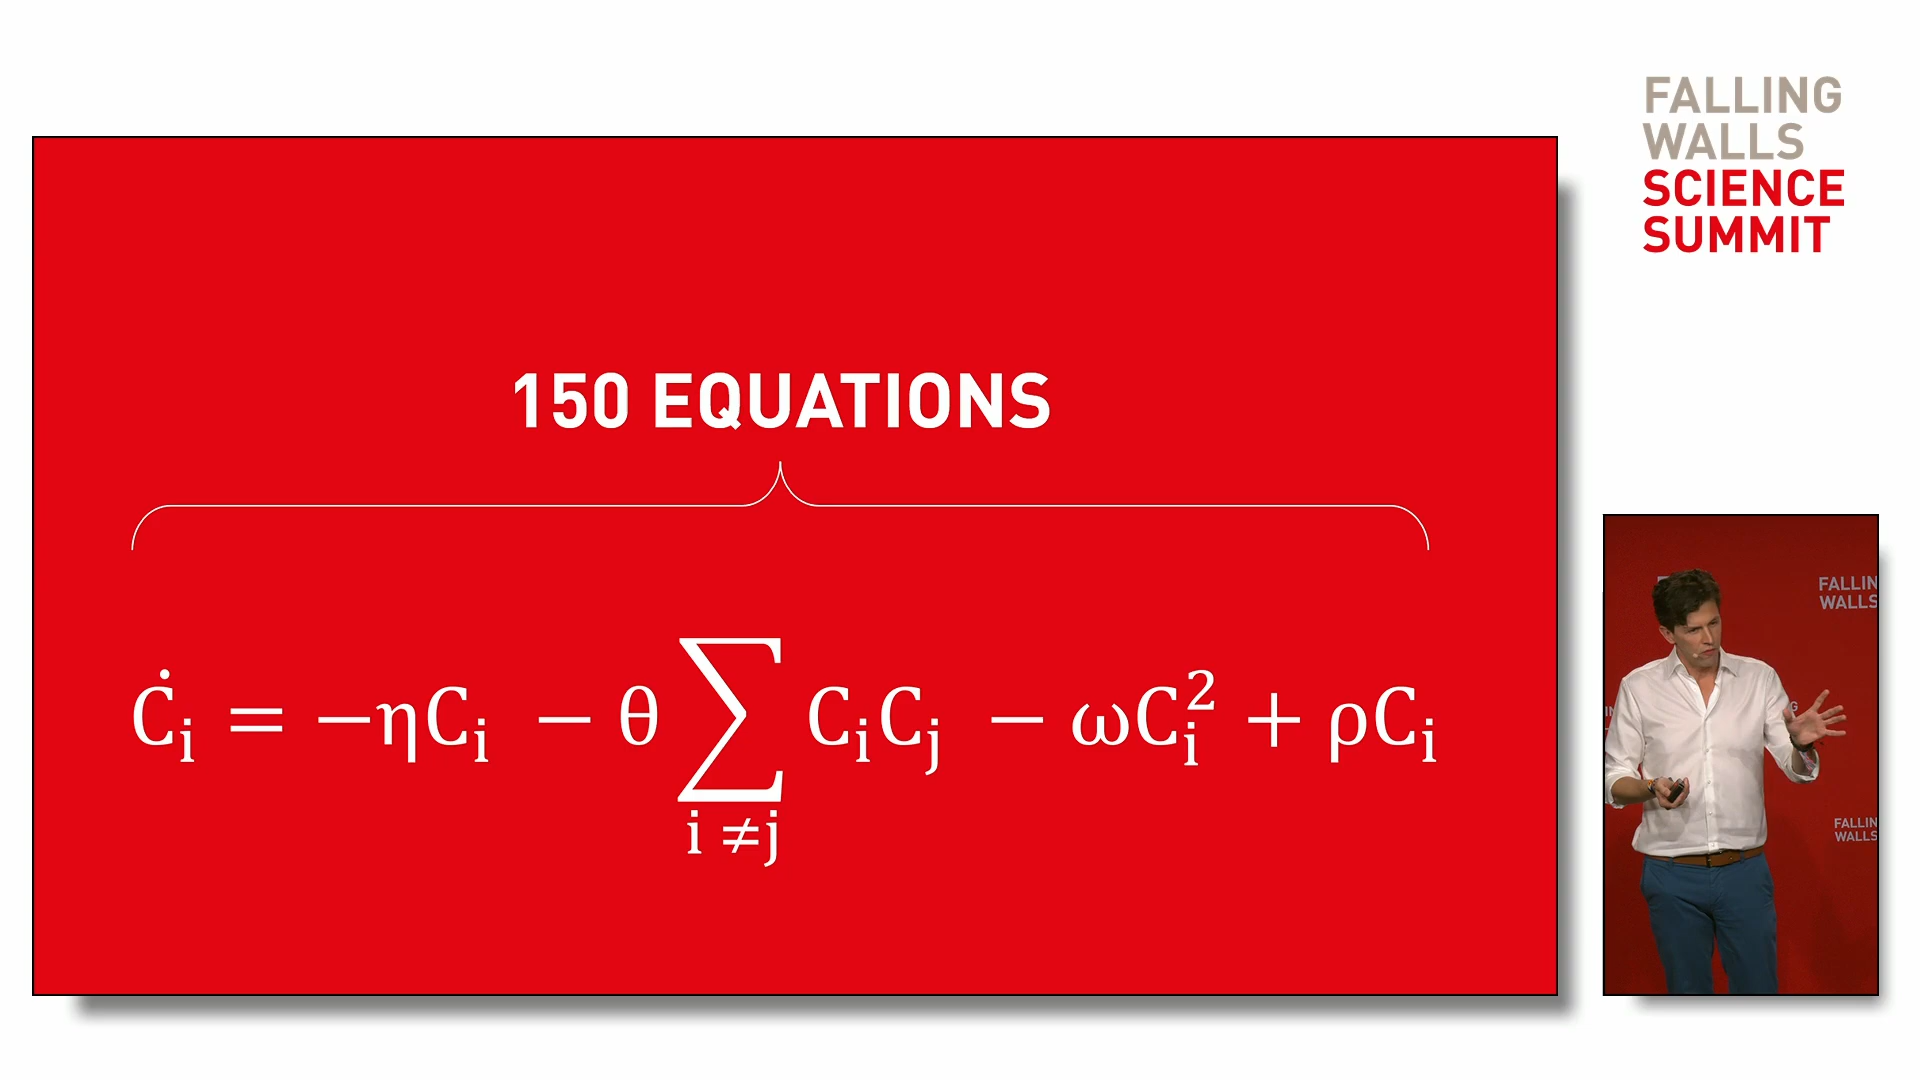 FALLING
WALLS
SCIENCE
SUMMIT
150 EQUATIONS
Ċᵢ = −ηCᵢ − θ∑CᵢCⱼ − ωCᵢ² + ρCᵢ
i ≠j
FALLIN
WALLS
G
FALLIN
WALLS